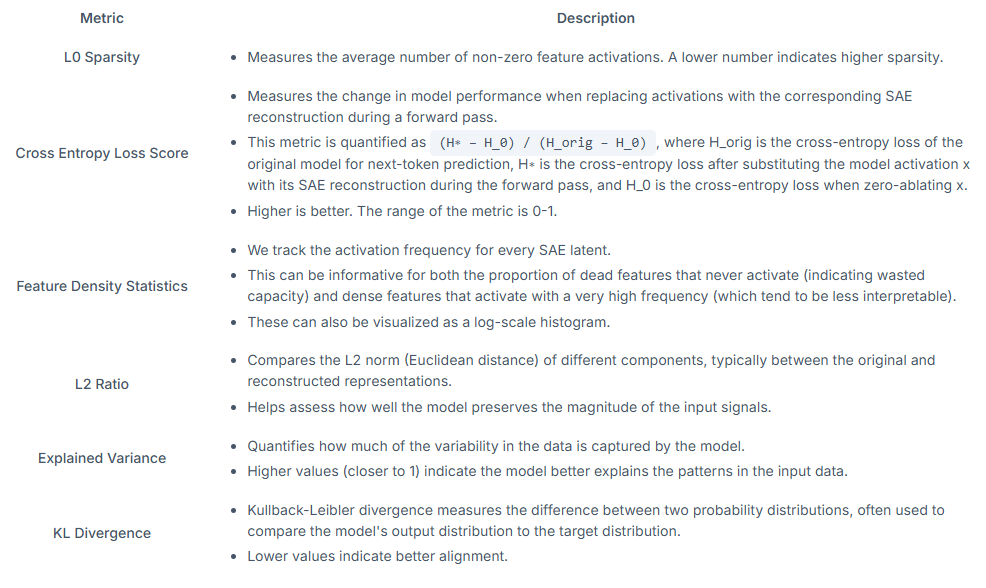 Metric Description
L0 Sparsity
• Measures the average number of non-zero feature activations. A lower number indicates higher sparsity.
Cross Entropy Loss Score
• Measures the change in model performance when replacing activations with the corresponding SAE
reconstruction during a forward pass.
• This metric is quantified as (H* – H_0) / (H_orig – H_0) , where H_orig is the cross-entropy loss of the
original model for next-token prediction, H* is the cross-entropy loss after substituting the model activation x
with its SAE reconstruction during the forward pass, and H_0 is the cross-entropy loss when zero-ablating x.
• Higher is better. The range of the metric is 0-1.
Feature Density Statistics
• We track the activation frequency for every SAE latent.
• This can be informative for both the proportion of dead features that never activate (indicating wasted
capacity) and dense features that activate with a very high frequency (which tend to be less interpretable).
• These can also be visualized as a log-scale histogram.
L2 Ratio
• Compares the L2 norm (Euclidean distance) of different components, typically between the original and
reconstructed representations.
• Helps assess how well the model preserves the magnitude of the input signals.
Explained Variance
• Quantifies how much of the variability in the data is captured by the model.
• Higher values (closer to 1) indicate the model better explains the patterns in the input data.
KL Divergence
• Kullback-Leibler divergence measures the difference between two probability distributions, often used to
compare the model's output distribution to the target distribution.
• Lower values indicate better alignment.